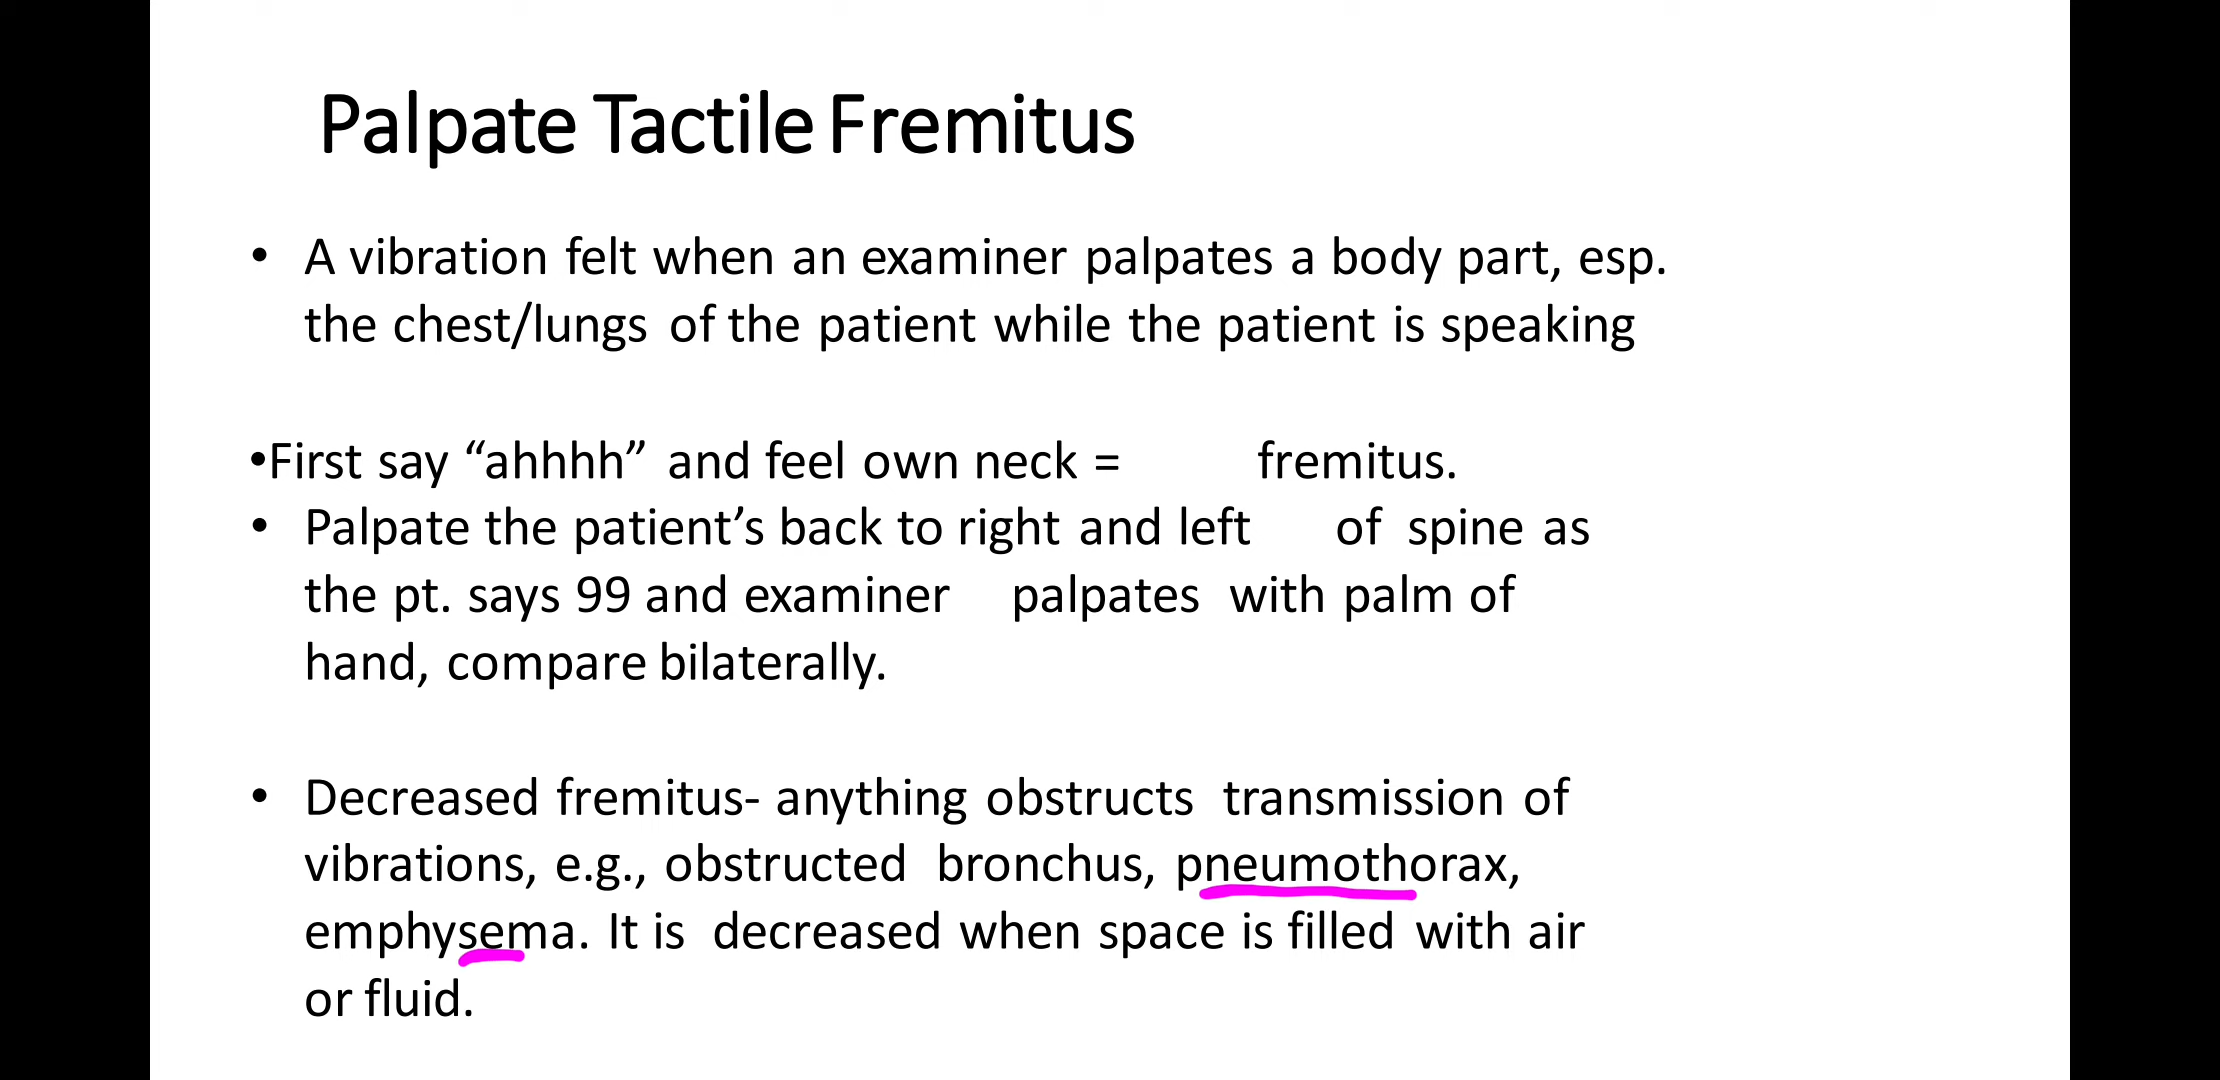 Palpate Tactile Fremitus
• A vibration felt when an examiner palpates a body part, esp.
the chest/lungs of the patient while the patient is speaking
•First say “ahhhh” and feel own neck = fremitus.
• Palpate the patient’s back to right and left of spine as
the pt. says 99 and examiner palpates with palm of
hand, compare bilaterally.
• Decreased fremitus- anything obstructs transmission of
vibrations, e.g., obstructed bronchus, pneumothorax,
emphysema. It is decreased when space is filled with air
or fluid.